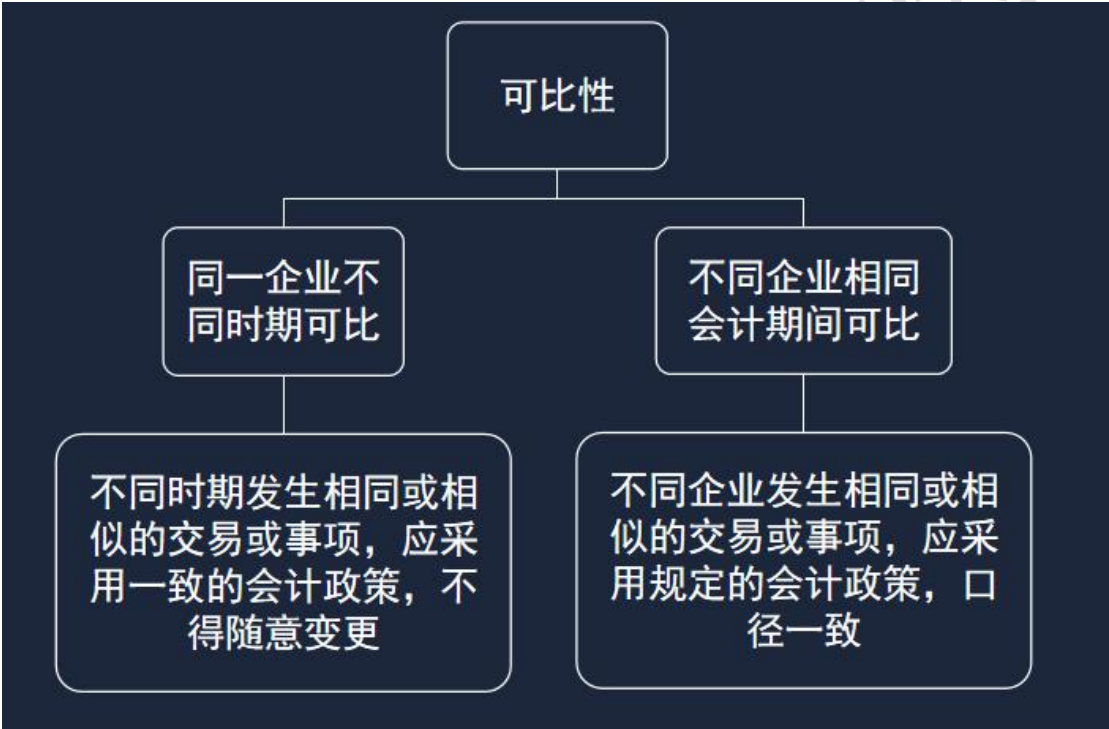 可比性
同一企业不
同时期可比
不同企业相同
会计期间可比
不同时期发生相同或相
似的交易或事项，应采
用一致的会计政策，不
得随意变更
不同企业发生相同或相
似的交易或事项，应采
用规定的会计政策，口
径一致